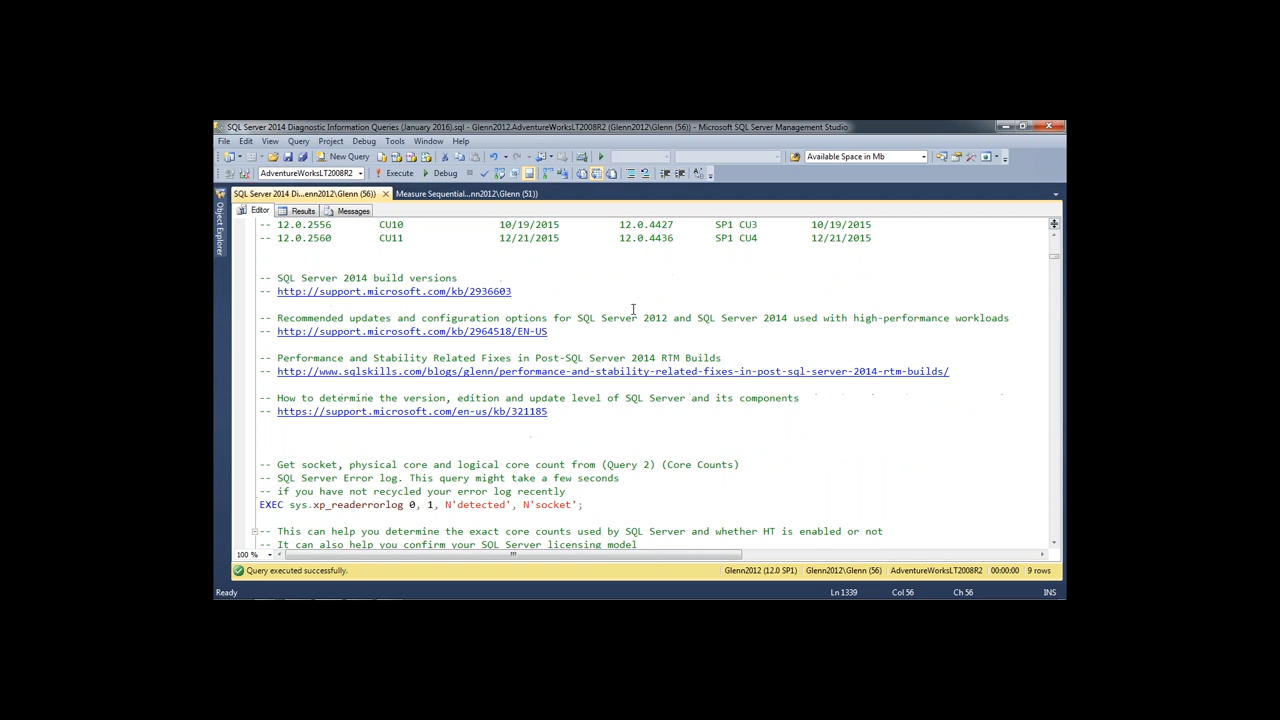 SQL Server 2014 Diagnostic Information Queries (January 2016).sql - Glenn2012.AdventureWorksLT2008R2 (Glenn2012\Glenn (56)) - Microsoft SQL Server Management Studio
File Edit View Query Project Debug Tools Window Help
New Query Available Space in Mb
AdventureWorksLT2008R2 Execute Debug
SQL Server 2014 Di...enn2012\Glenn (56)) Measure Sequential...nn2012\Glenn (51))
Object Explorer
Editor Results Messages
-- 12.0.2556 CU10 10/19/2015 12.0.4427 SP1 CU3 10/19/2015
-- 12.0.2560 CU11 12/21/2015 12.0.4436 SP1 CU4 12/21/2015
-- SQL Server 2014 build versions
-- http://support.microsoft.com/kb/2936603
-- Recommended updates and configuration options for SQL Server 2012 and SQL Server 2014 used with high-performance workloads
-- http://support.microsoft.com/kb/2964518/EN-US
-- Performance and Stability Related Fixes in Post-SQL Server 2014 RTM Builds
-- http://www.sqlskills.com/blogs/glenn/performance-and-stability-related-fixes-in-post-sql-server-2014-rtm-builds/
-- How to determine the version, edition and update level of SQL Server and its components
-- https://support.microsoft.com/en-us/kb/321185
-- Get socket, physical core and logical core count from (Query 2) (Core Counts)
-- SQL Server Error log. This query might take a few seconds
-- if you have not recycled your error log recently
EXEC sys.xp_readerrorlog 0, 1, N'detected', N'socket';
-- This can help you determine the exact core counts used by SQL Server and whether HT is enabled or not
-- It can also help you confirm your SQL Server licensing model
100 %
Query executed successfully. Glenn2012 (12.0 SP1) Glenn2012\Glenn (56) AdventureWorksLT2008R2 00:00:00 9 rows
Ready Ln 1339 Col 56 Ch 56 INS